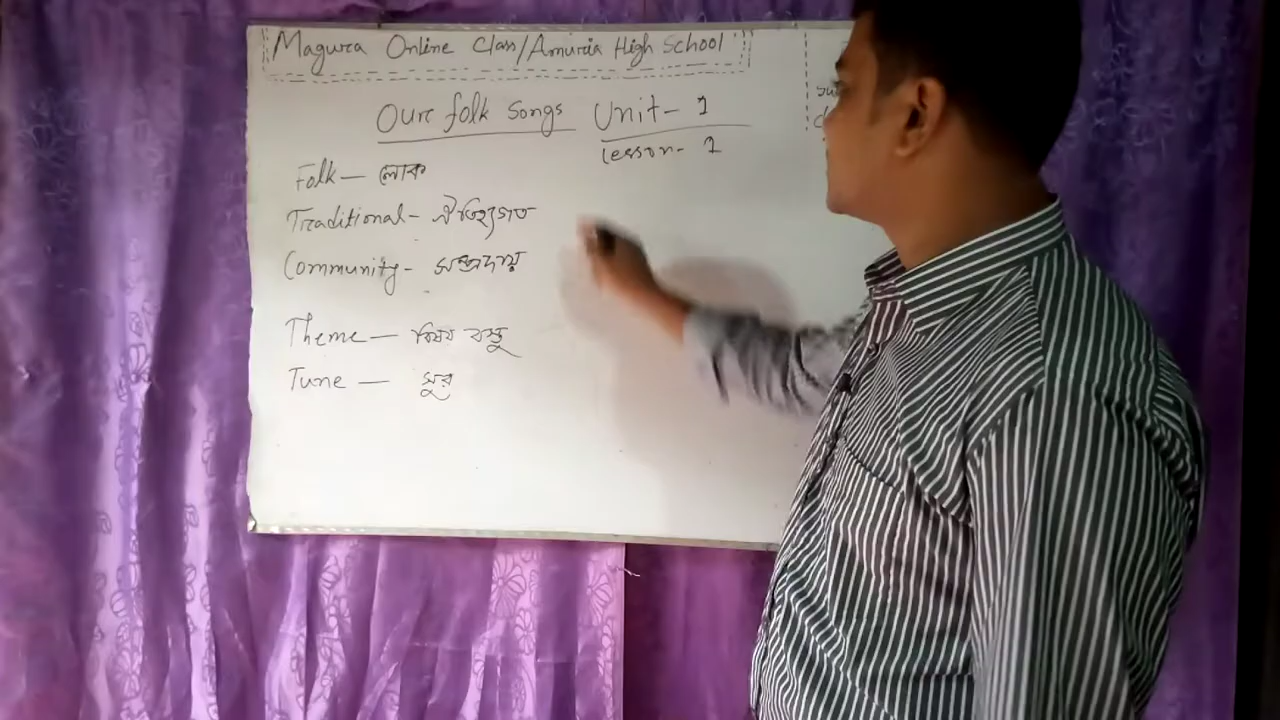 Magura Online Class/Amuria High School
Our folk songs Unit-1
Lesson-1
Folk — লোক
Traditional- ঐতিহ্যগত
Community- সম্প্রদায়
Theme — বিষয় বস্তু
Tune — সুর